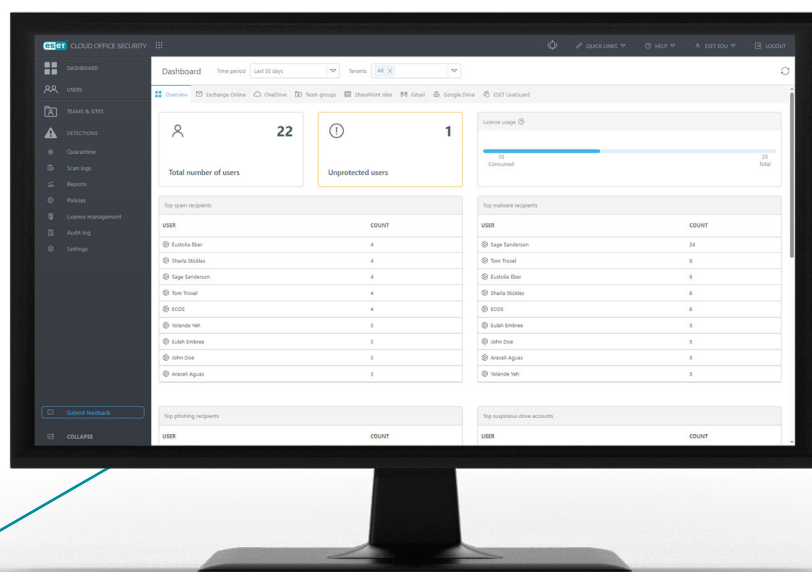 eset CLOUD OFFICE SECURITY
QUICK LINKS
HELP
ESET EDU
LOGOUT
DASHBOARD
USERS
TEAMS & SITES
DETECTIONS
Quarantine
Scan logs
Reports
Policies
License management
Audit log
Settings
Submit feedback
COLLAPSE
Dashboard Time period Last 30 days Tenants All
Overview Exchange Online OneDrive Team groups SharePoint sites Gmail Google Drive ESET LiveGuard
22
Total number of users
1
Unprotected users
License usage
10 25
Consumed Total
Top spam recipients
USER COUNT
Eustolia Eber 4
Sharla Stickles 4
Sage Sanderson 4
Tom Troxel 4
ECOS 4
Yolande Yeh 3
Eulah Embree 3
John Doe 3
Araceli Aguas 3
Top malware recipients
USER COUNT
Sage Sanderson 24
Tom Troxel 6
Eustolia Eber 6
Sharla Stickles 6
ECOS 6
Eulah Embree 5
John Doe 5
Araceli Aguas 5
Yolande Yeh 5
Top phishing recipients
USER COUNT
Top suspicious drive accounts
USER COUNT